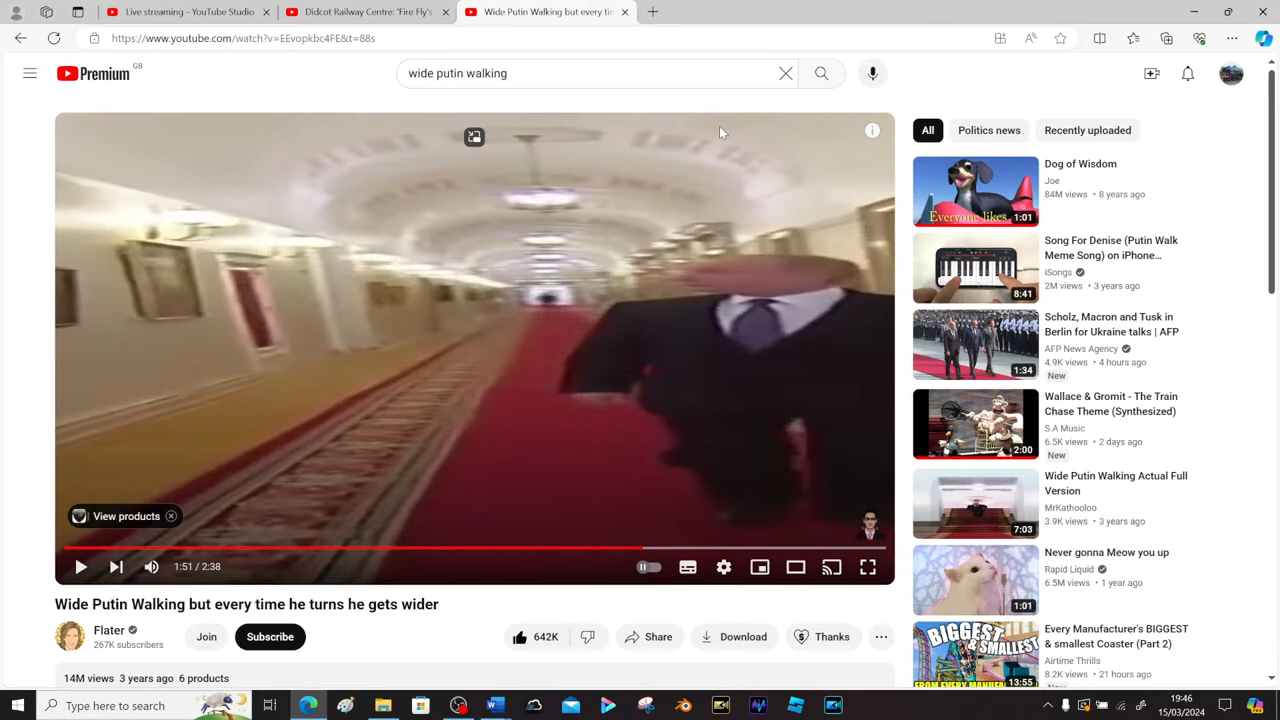 Live streaming - YouTube Studio
Didcot Railway Centre: 'Fire Fly'
Wide Putin Walking but every tim
https://www.youtube.com/watch?v=EEvopkbc4FE&t=88s
Premium GB
wide putin walking
All
Politics news
Recently uploaded
Everyone likes
1:01
Dog of Wisdom
Joe
84M views • 8 years ago
8:41
Song For Denise (Putin Walk
Meme Song) on iPhone...
iSongs
2M views • 3 years ago
1:34
Scholz, Macron and Tusk in
Berlin for Ukraine talks | AFP
AFP News Agency
4.9K views • 4 hours ago
New
2:00
Wallace & Gromit - The Train
Chase Theme (Synthesized)
S.A Music
6.5K views • 2 days ago
New
7:03
Wide Putin Walking Actual Full
Version
MrKathooloo
3.9K views • 3 years ago
1:01
Never gonna Meow you up
Rapid Liquid
6.5M views • 1 year ago
BIGGEST
& SMALLEST
13:55
Every Manufacturer's BIGGEST
& smallest Coaster (Part 2)
Airtime Thrills
8.2K views • 21 hours ago
View products
1:51 / 2:38
Wide Putin Walking but every time he turns he gets wider
Flater
267K subscribers
Join
Subscribe
642K
Share
Download
Thanks
14M views 3 years ago 6 products
Type here to search
19:46
15/03/2024